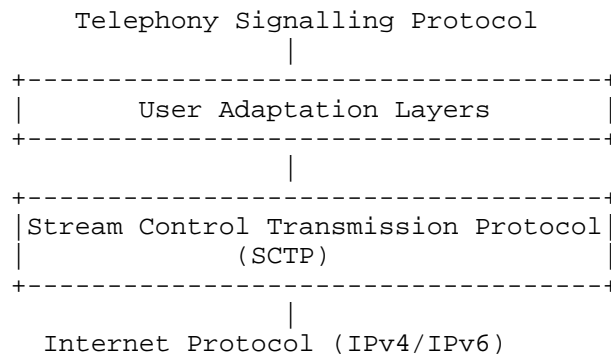 Telephony Signalling Protocol
User Adaptation Layers
Stream Control Transmission Protocol
(SCTP)
Internet Protocol (IPv4/IPv6)